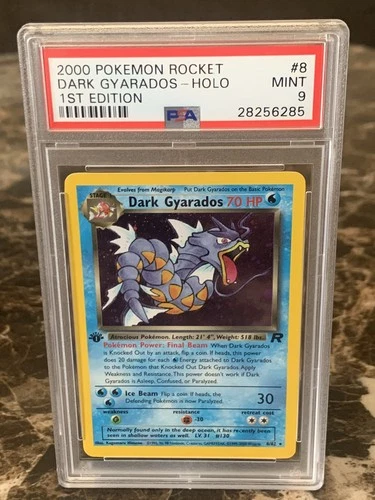 2000 POKEMON ROCKET #8
DARK GYARADOS - HOLO MINT
1ST EDITION 9
PSA 28256285
STAGE 1 Evolves from Magikarp Put Dark Gyarados on the Basic Pokémon
Dark Gyarados 70 HP
Atrocious Pokémon. Length: 21' 4", Weight: 518 lbs.
EDITION 1 R
Pokémon Power: Final Beam When Dark Gyarados
is Knocked Out by an attack, flip a coin. If heads, this power
does 20 damage for each Energy attached to Dark Gyarados
to the Pokémon that Knocked Out Dark Gyarados. Apply
Weakness and Resistance. This power doesn't work if Dark
Gyarados is Asleep, Confused, or Paralyzed.
Ice Beam Flip a coin. If heads, the 30
Defending Pokémon is now Paralyzed.
weakness resistance retreat cost
-30
Normally found only in the deep ocean, it has recently been
seen in shallow waters as well. LV. 31 #130
8/82